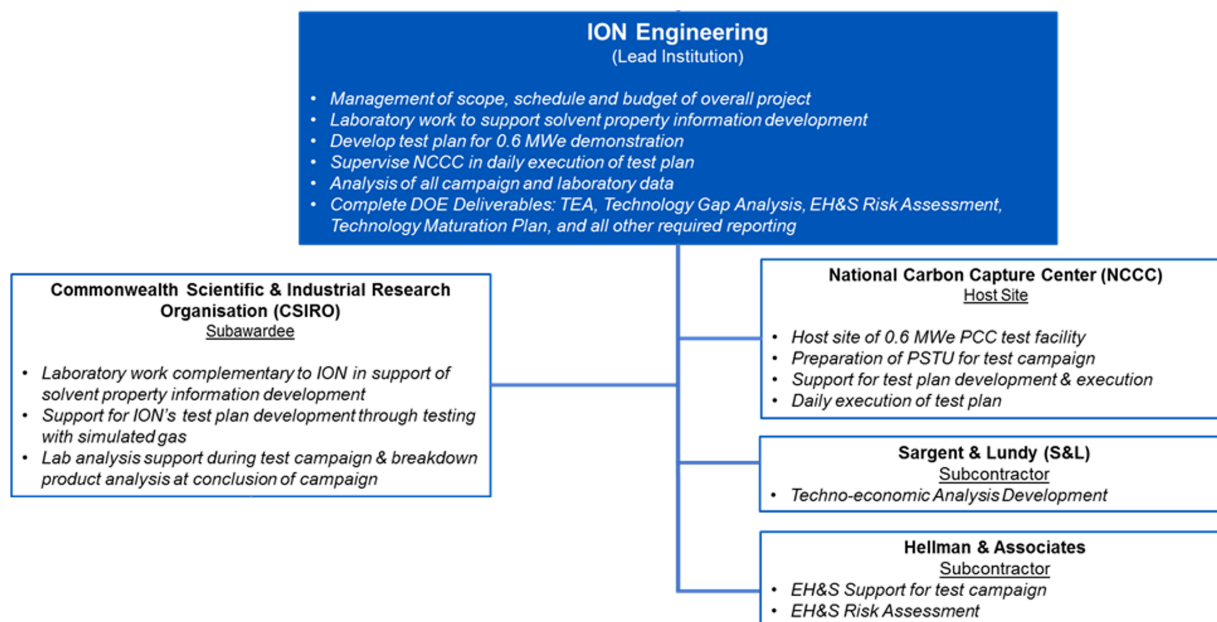 ION Engineering
(Lead Institution)
• Management of scope, schedule and budget of overall project
• Laboratory work to support solvent property information development
• Develop test plan for 0.6 MWe demonstration
• Supervise NCCC in daily execution of test plan
• Analysis of all campaign and laboratory data
• Complete DOE Deliverables: TEA, Technology Gap Analysis, EH&S Risk Assessment,
Technology Maturation Plan, and all other required reporting
Commonwealth Scientific & Industrial Research
Organisation (CSIRO)
Subawardee
• Laboratory work complementary to ION in support of
solvent property information development
• Support for ION's test plan development through testing
with simulated gas
• Lab analysis support during test campaign & breakdown
product analysis at conclusion of campaign
National Carbon Capture Center (NCCC)
Host Site
• Host site of 0.6 MWe PCC test facility
• Preparation of PSTU for test campaign
• Support for test plan development & execution
• Daily execution of test plan
Sargent & Lundy (S&L)
Subcontractor
• Techno-economic Analysis Development
Hellman & Associates
Subcontractor
• EH&S Support for test campaign
• EH&S Risk Assessment